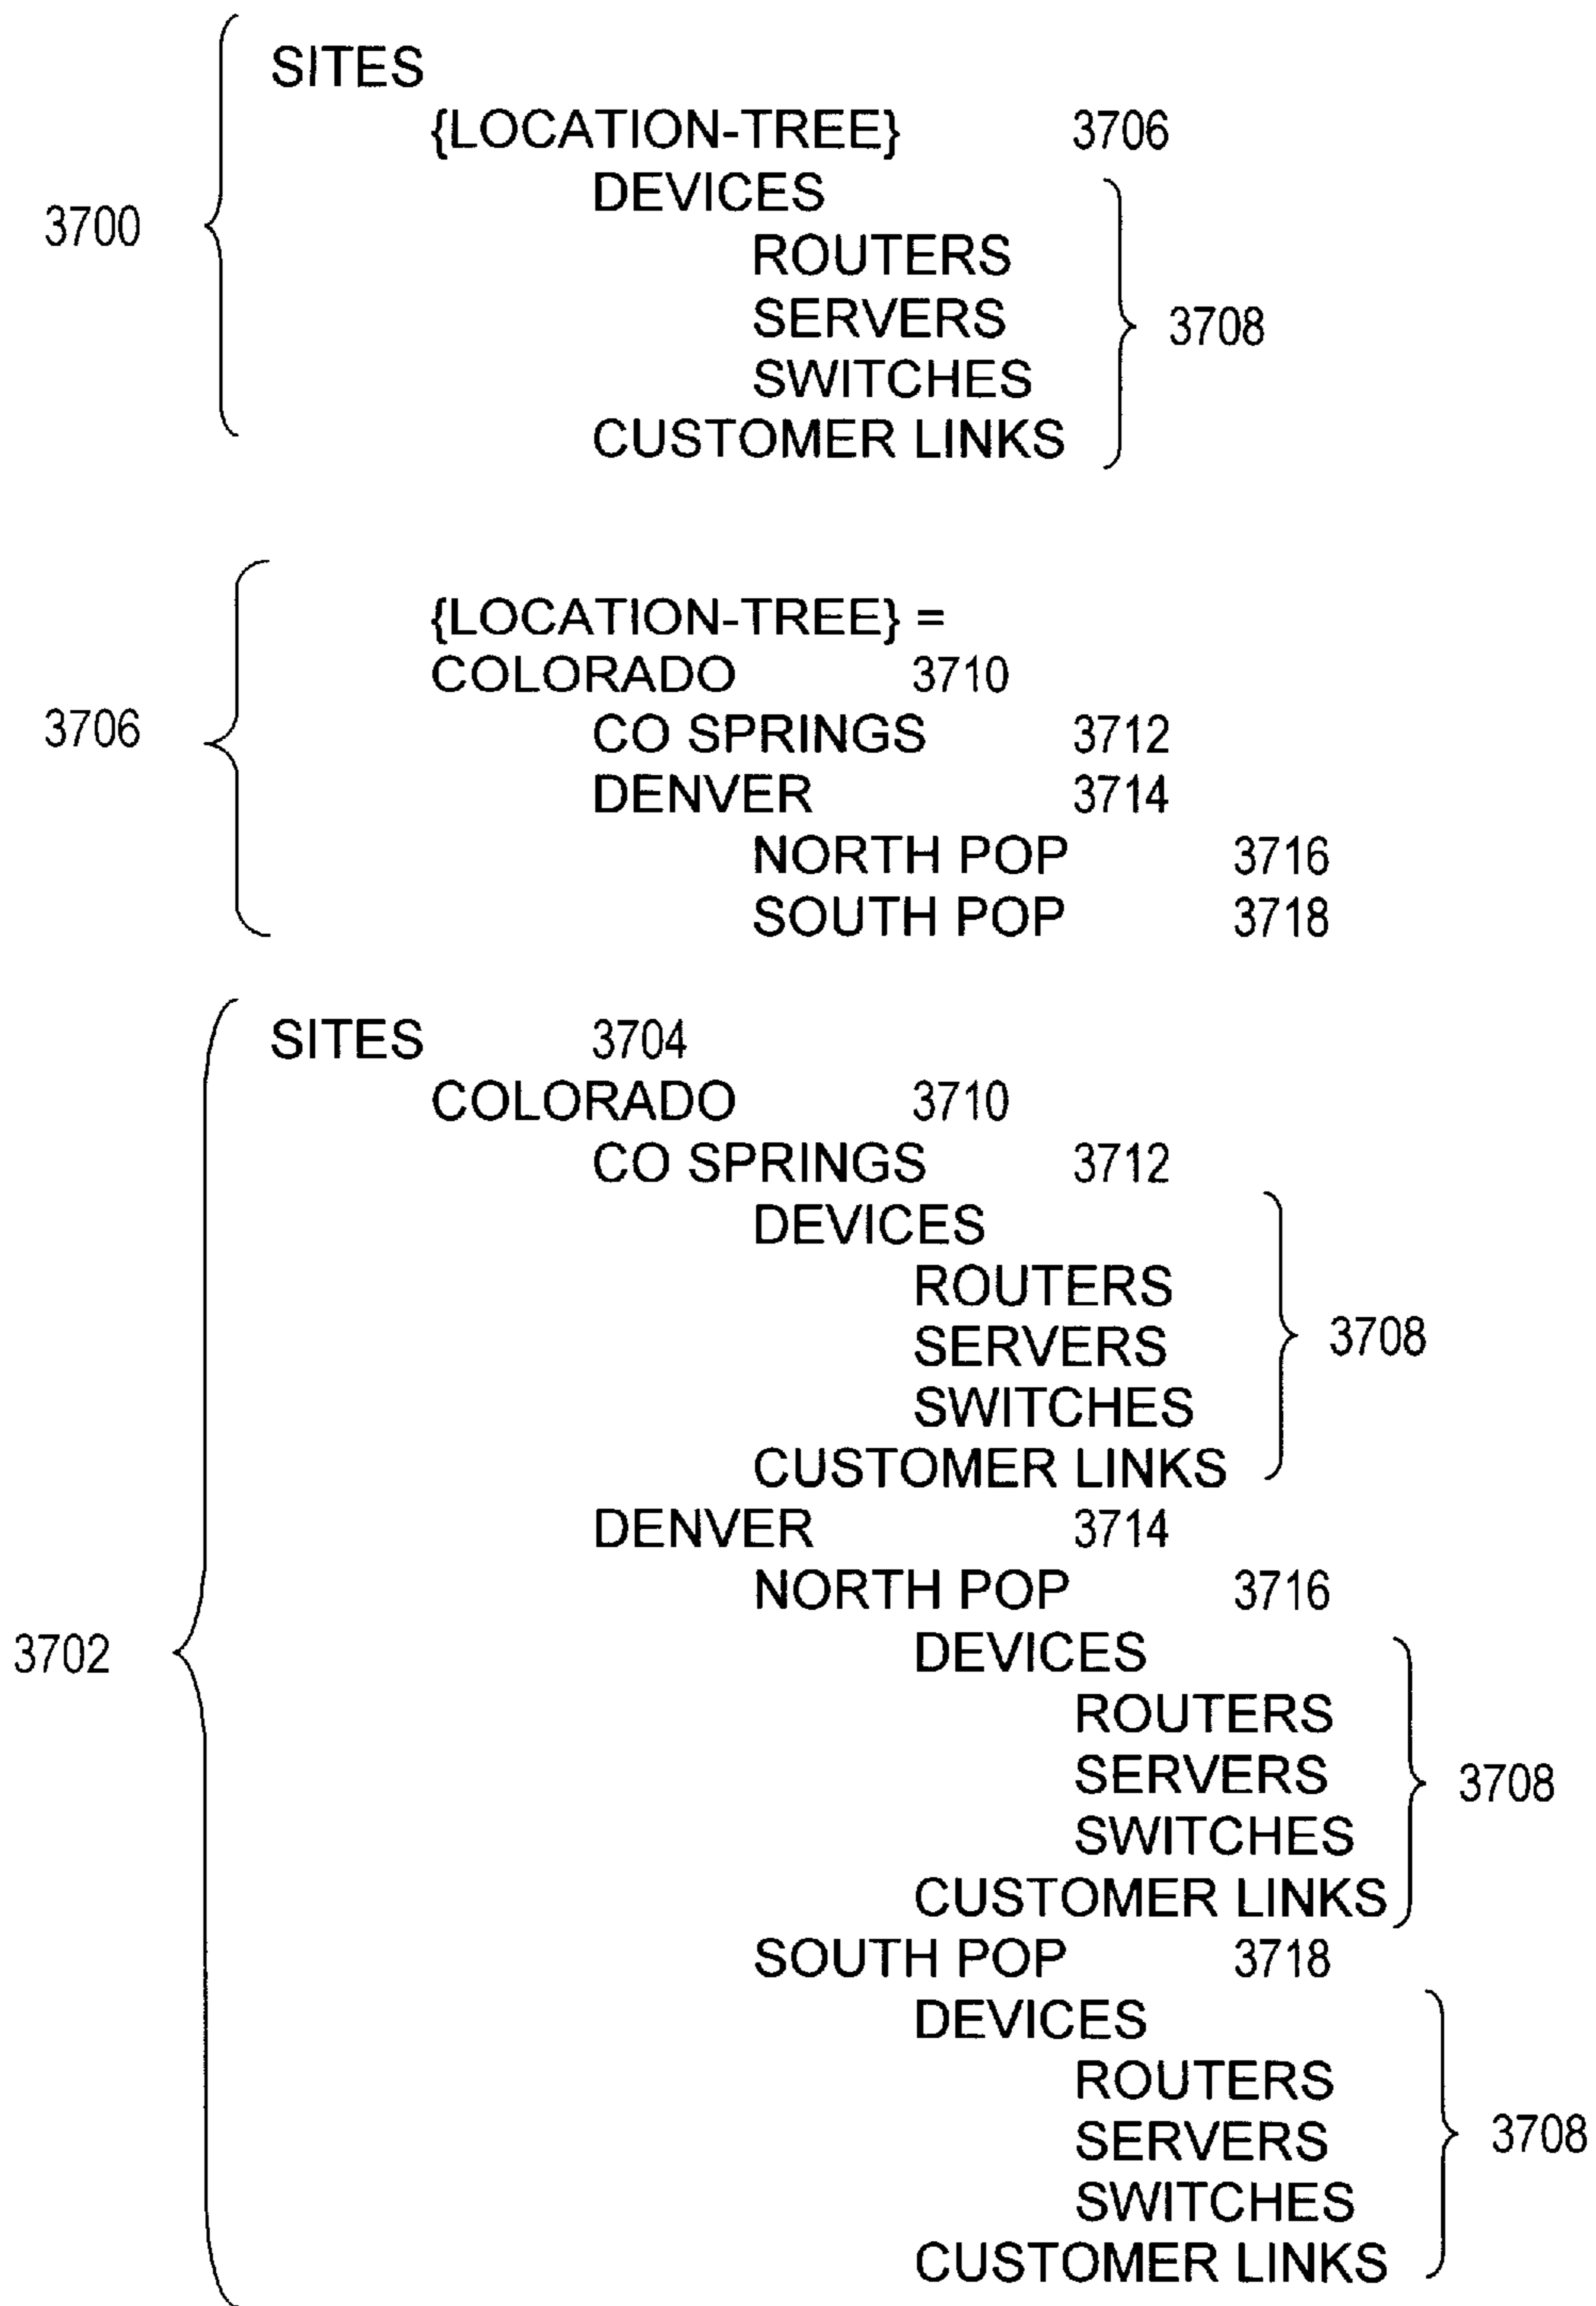 SITES
{LOCATION-TREE} 3706
DEVICES
3700 ROUTERS
SERVERS 3708
SWITCHES
CUSTOMER LINKS
{LOCATION-TREE} =
COLORADO 3710
3706 CO SPRINGS 3712
DENVER 3714
NORTH POP 3716
SOUTH POP 3718
SITES 3704
COLORADO 3710
CO SPRINGS 3712
DEVICES
ROUTERS
SERVERS 3708
SWITCHES
CUSTOMER LINKS
DENVER 3714
NORTH POP 3716
3702 DEVICES
ROUTERS
SERVERS 3708
SWITCHES
CUSTOMER LINKS
SOUTH POP 3718
DEVICES
ROUTERS
SERVERS 3708
SWITCHES
CUSTOMER LINKS